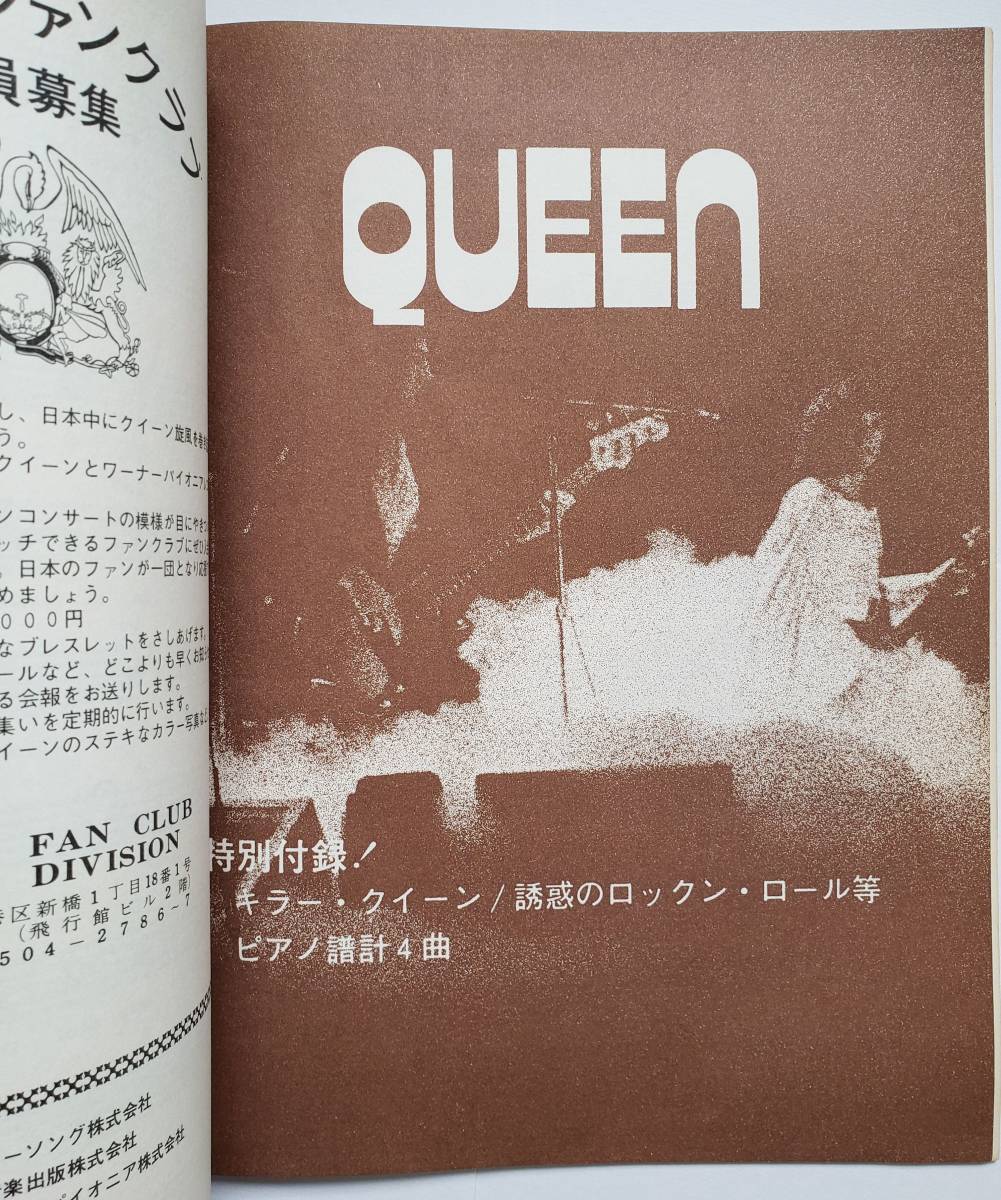 ファンクラブ
員募集
し、日本中にクイーン旋風を巻き
う。
クイーンとワーナーパイオニア
ンコンサートの模様が目にやきつ
ッチできるファンクラブにぜひ
。日本のファンが一団となり応援
めましょう。
000円
なブレスレットをさしあげます。
ールなど、どこよりも早くお知らせ
る会報をお送りします。
集いを定期的に行います。
イーンのステキなカラー写真など
FAN CLUB
DIVISION
区新橋1丁目18番1号
(飛行館ビル2階)
504-2786-7
ーソング株式会社
楽出版株式会社
パイオニア株式会社
QUEEN
特別付録!
キラー・クイーン/誘惑のロックン・ロール等
ピアノ譜計4曲